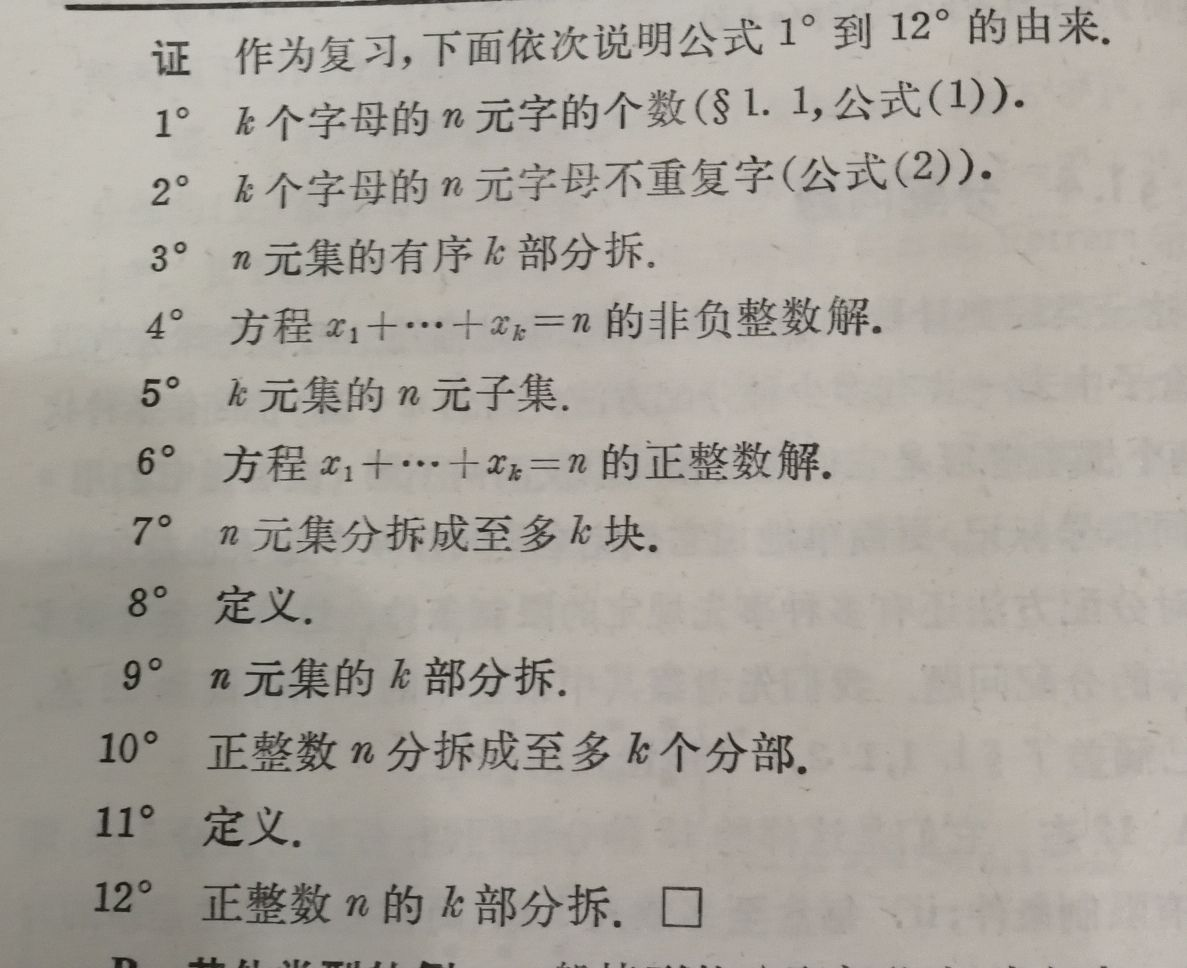 证 作为复习,下面依次说明公式 1° 到 12° 的由来.
1° k 个字母的 n 元字的个数(§1. 1,公式(1)).
2° k 个字母的 n 元字母不重复字(公式(2)).
3° n 元集的有序 k 部分拆.
4° 方程 x₁+⋯+xₖ=n 的非负整数解.
5° k 元集的 n 元子集.
6° 方程 x₁+⋯+xₖ=n 的正整数解.
7° n 元集分拆成至多 k 块.
8° 定义.
9° n 元集的 k 部分拆.
10° 正整数 n 分拆成至多 k 个分部.
11° 定义.
12° 正整数 n 的 k 部分拆. □